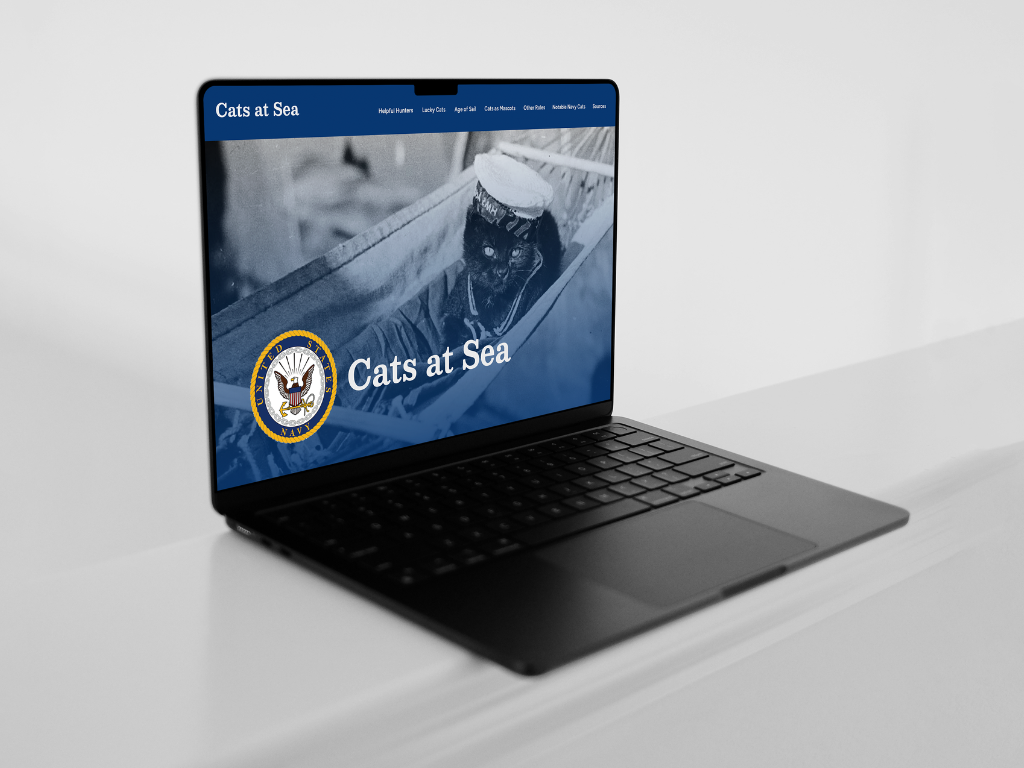 Cats at Sea
Helpful Hunters Lucky Cats Age of Sail Cats as Mascots Other Roles Notable Navy Cats Sources
UNITED STATES
NAVY
Cats at Sea